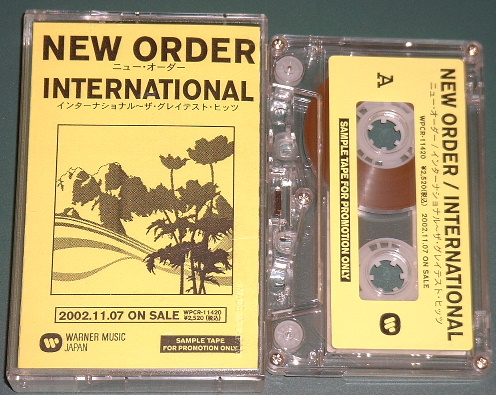 NEW ORDER
ニュー・オーダー
INTERNATIONAL
インターナショナル〜ザ・グレイテスト・ヒッツ
2002.11.07 ON SALE
WPCR-11420
¥2,520(税込)
WARNER MUSIC
JAPAN
SAMPLE TAPE
FOR PROMOTION ONLY
A
NEW ORDER / INTERNATIONAL
ニュー・オーダー / インターナショナル〜ザ・グレイテスト・ヒッツ
WPCR-11420 ¥2,520(税込) 2002.11.07 ON SALE
SAMPLE TAPE FOR PROMOTION ONLY